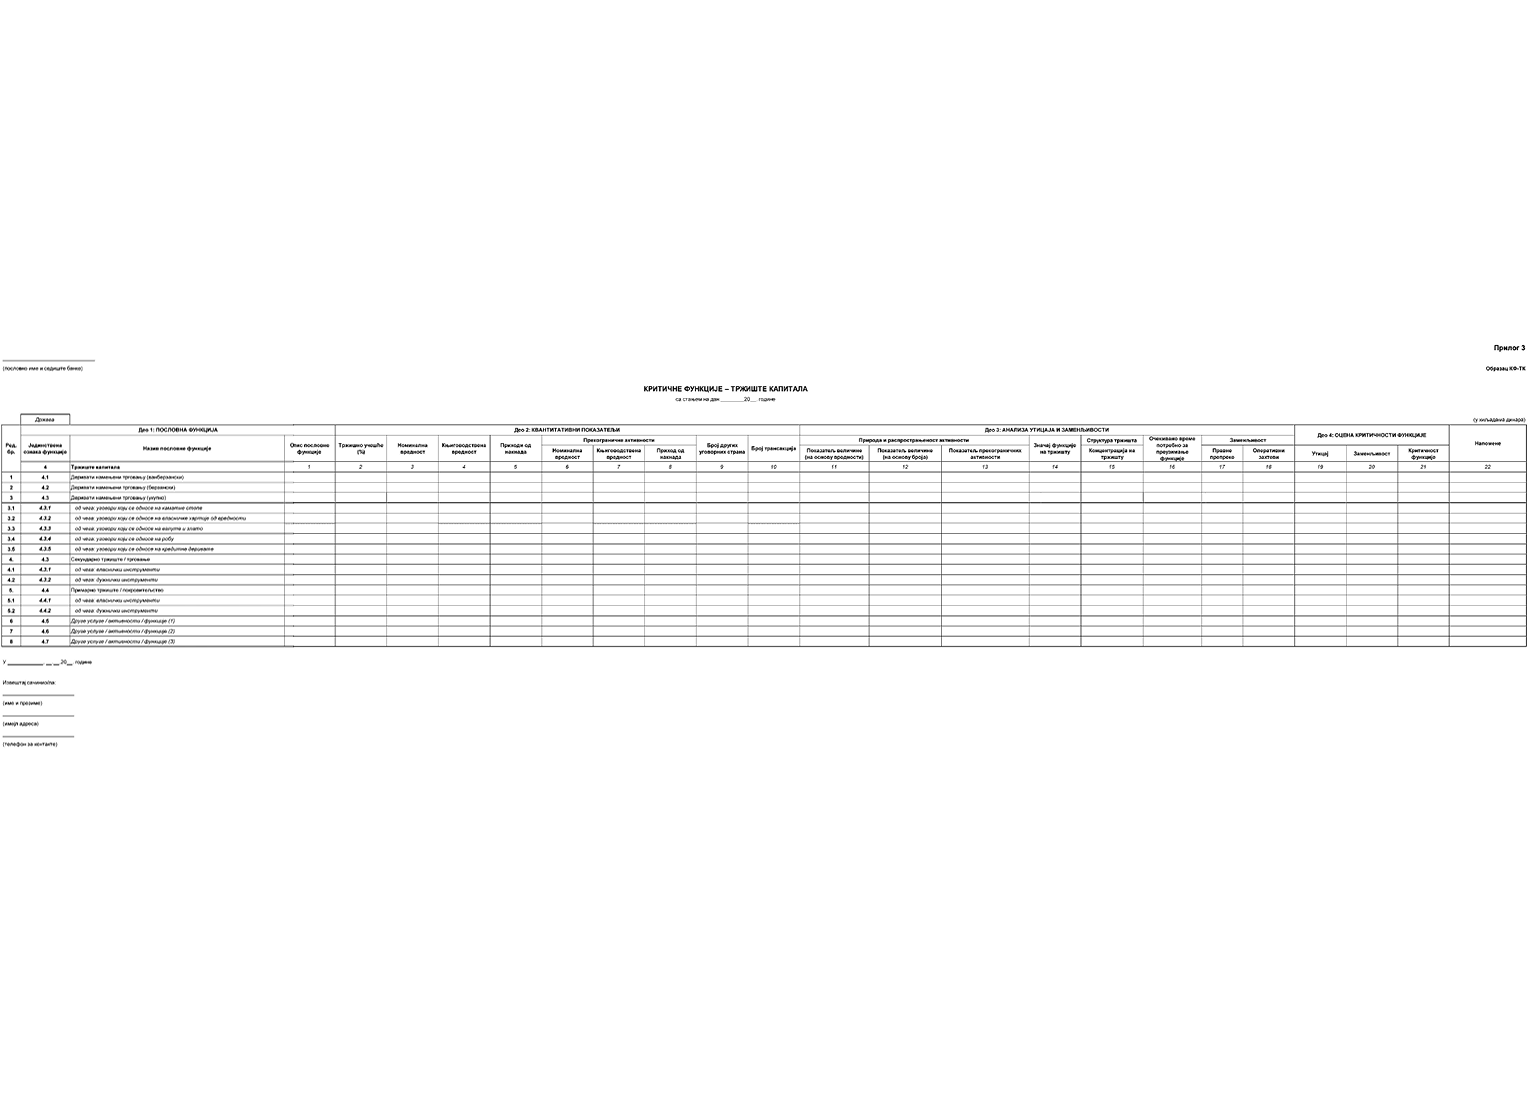 Прилог 3
(пословно име и седиште банке)
Образац КФ-ТК
КРИТИЧНЕ ФУНКЦИЈЕ – ТРЖИШТЕ КАПИТАЛА
са стањем на дан ________20__. године
Држава
(у хиљадама динара)
Део 1: ПОСЛОВНА ФУНКЦИЈА Део 2: КВАНТИТАТИВНИ ПОКАЗАТЕЉИ Део 3: АНАЛИЗА УТИЦАЈА И ЗАМЕНЉИВОСТИ Део 4: ОЦЕНА КРИТИЧНОСТИ ФУНКЦИЈЕ Напомене
Ред. бр. Јединствена ознака функције Назив пословне функције Опис пословне функције Тржишно учешће (%) Номинална вредност Књиговодствена вредност Приходи од накнада Прекограничне активности Број других уговорних страна Број трансакција Природа и распрострањеност активности Значај функције на тржишту Структура тржишта Очекивано време потребно за преузимање функције Заменљивост Утицај Заменљивост Критичност функције
Номинална вредност Књиговодствена вредност Приход од накнада Показатељ величине (на основу вредности) Показатељ величине (на основу броја) Показатељ прекограничних активности Концентрација на тржишту Правне препреке Оперативни захтеви
4 Тржиште капитала 1 2 3 4 5 6 7 8 9 10 11 12 13 14 15 16 17 18 19 20 21 22
1 4.1 Деривати намењени трговању (ванберзански)
2 4.2 Деривати намењени трговању (берзански)
3 4.3 Деривати намењени трговању (укупно)
3.1 4.3.1 од чега: уговори који се односе на каматне стопе
3.2 4.3.2 од чега: уговори који се односе на власничке хартије од вредности
3.3 4.3.3 од чега: уговори који се односе на валуте и злато
3.4 4.3.4 од чега: уговори који се односе на робу
3.5 4.3.5 од чега: уговори који се односе на кредитне деривате
4. 4.3 Секундарно тржиште / трговање
4.1 4.3.1 од чега: власнички инструменти
4.2 4.3.2 од чега: дужнички инструменти
5. 4.4 Примарно тржиште / покровитељство
5.1 4.4.1 од чега: власнички инструменти
5.2 4.4.2 од чега: дужнички инструменти
6 4.5 Друге услуге / активности / функције (1)
7 4.6 Друге услуге / активности / функције (2)
8 4.7 Друге услуге / активности / функције (3)
У ____________, __.__.20__. године
Извештај сачинио/ла:
(име и презиме)
(имејл адреса)
(телефон за контакте)